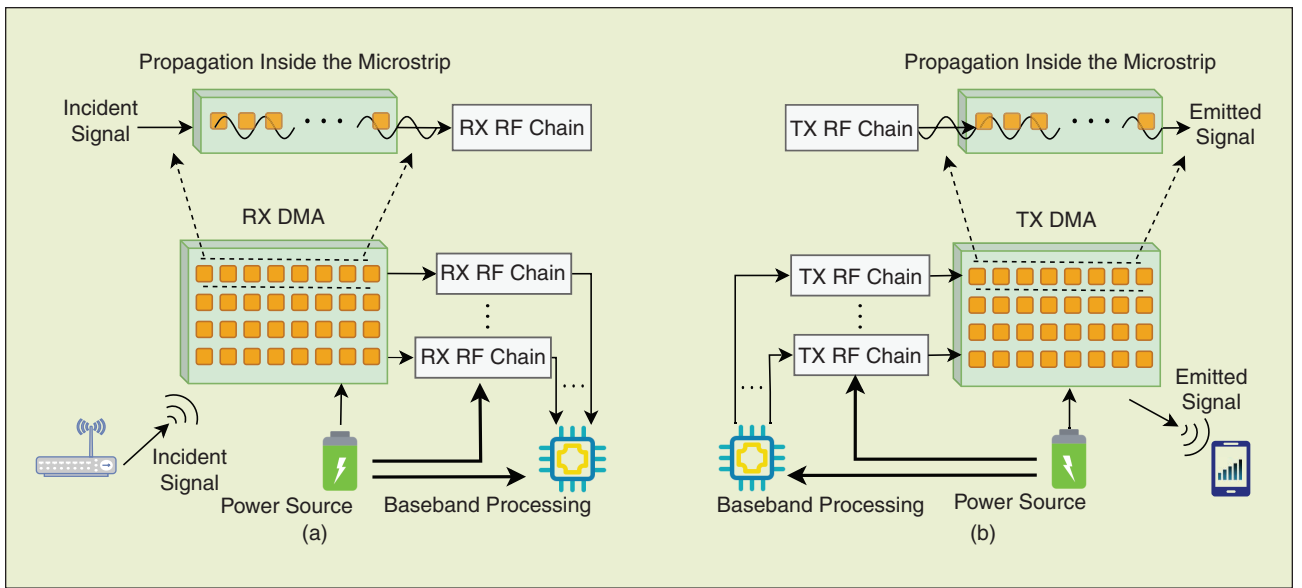 Propagation Inside the Microstrip
Incident
Signal
RX RF Chain
RX DMA
RX RF Chain
RX RF Chain
Incident
Signal
Power Source
Baseband Processing
(a)
Propagation Inside the Microstrip
TX RF Chain
Emitted
Signal
TX DMA
TX RF Chain
TX RF Chain
Emitted
Signal
Baseband Processing
Power Source
(b)